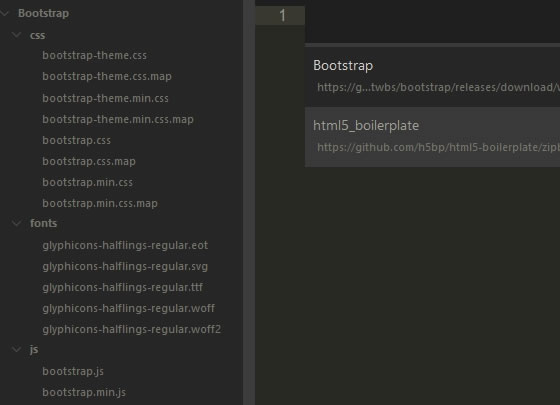 Bootstrap
css
bootstrap-theme.css
bootstrap-theme.css.map
bootstrap-theme.min.css
bootstrap-theme.min.css.map
bootstrap.css
bootstrap.css.map
bootstrap.min.css
bootstrap.min.css.map
fonts
glyphicons-halflings-regular.eot
glyphicons-halflings-regular.svg
glyphicons-halflings-regular.ttf
glyphicons-halflings-regular.woff
glyphicons-halflings-regular.woff2
js
bootstrap.js
bootstrap.min.js
1
Bootstrap
https://g...twbs/bootstrap/releases/download/
html5_boilerplate
https://github.com/h5bp/html5-boilerplate/zip